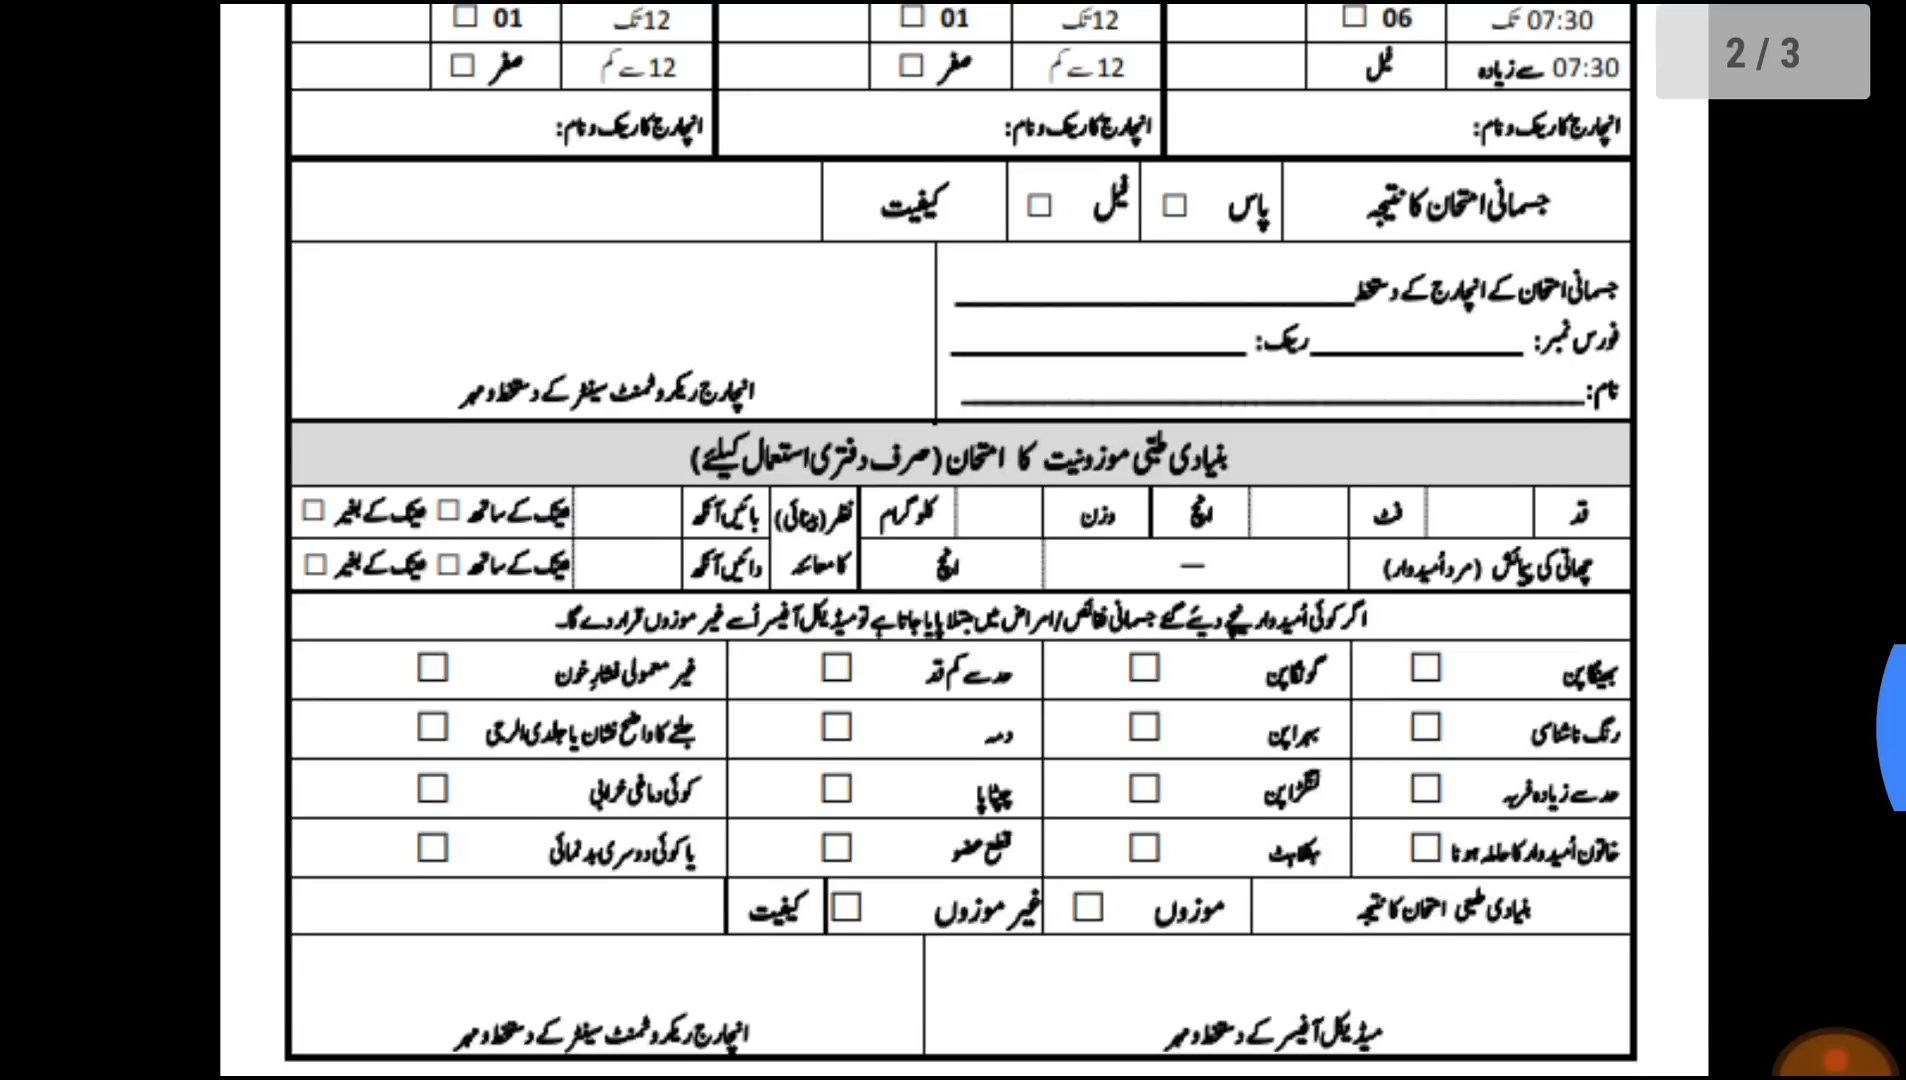 07:30 تک 06 12 تک 01 12 تک 01
07:30 سے زیادہ فیل 12 سے کم صفر 12 سے کم صفر
انچارج کا رینک و نام: انچارج کا رینک و نام: انچارج کا رینک و نام:
جسمانی امتحان کا نتیجہ پاس فیل کیفیت
جسمانی امتحان کے انچارج کے دستخط
فورس نمبر: رینک:
نام:
انچارج ریکروٹمنٹ سینٹر کے دستخط و مہر
بنیادی طبّی موزونیت کا امتحان (صرف دفتری استعمال کیلئے)
قد فٹ انچ وزن کلوگرام نظر (بینائی) بائیں آنکھ عینک کے ساتھ عینک کے بغیر
چھاتی کی پیمائش (مرد اُمیدوار) — انچ کا معائنہ دائیں آنکھ عینک کے ساتھ عینک کے بغیر
اگر کوئی اُمیدوار نیچے دیئے گئے جسمانی نقائص/امراض میں مبتلا پایا جاتا ہے تو میڈیکل آفیسر اُسے غیر موزوں قرار دے گا۔
بھینگا پن گونگا پن حد سے کم قد غیر معمولی فشارِ خون
رنگ ناشناسی بہرا پن دمہ جلنے کا واضح نشان یا جلدی الرجی
حد سے زیادہ فربہ لنگڑا پن چپٹا پا کوئی دماغی خرابی
خاتون اُمیدوار کا حاملہ ہونا ہکلاہٹ قطع عضو یا کوئی دوسری بدنمائی
بنیادی طبی امتحان کا نتیجہ موزوں غیر موزوں کیفیت
میڈیکل آفیسر کے دستخط و مہر انچارج ریکروٹمنٹ سینٹر کے دستخط و مہر
2 / 3